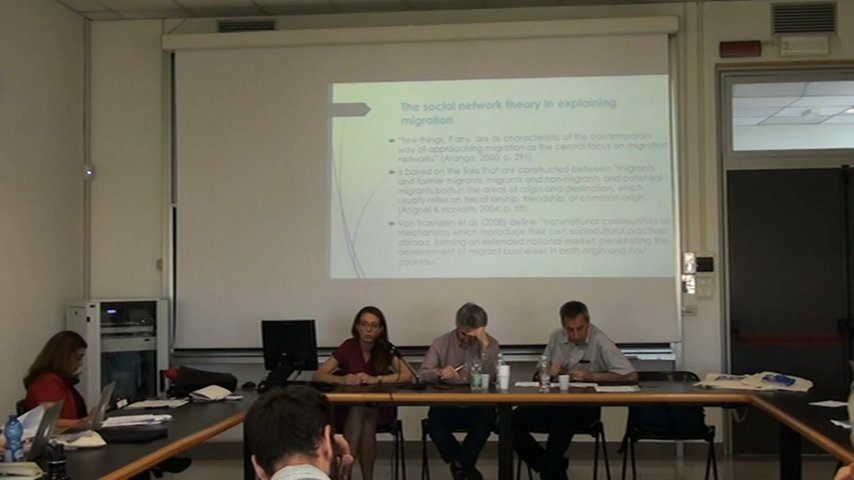 The social network theory in explaining
migration
"few things, if any, are as characteristic of the contemporary
way of approaching migration as the central focus on migration
networks" (Arango, 2000: p. 291).
is based on the links that are constructed between "migrants
and former migrants, migrants and non-migrants and potential
migrants both in the areas of origin and destination, which
usually relies on ties of kinship, friendship, or common origin
(Anghel & Horváth, 2004: p. 88)
Van Naerssen et al. (2006) define "transnational communities as
mechanisms which reproduce their own sociocultural practices
abroad, forming an extended national market, penetrating the
development of migrant businesses in both origin and host
countries"